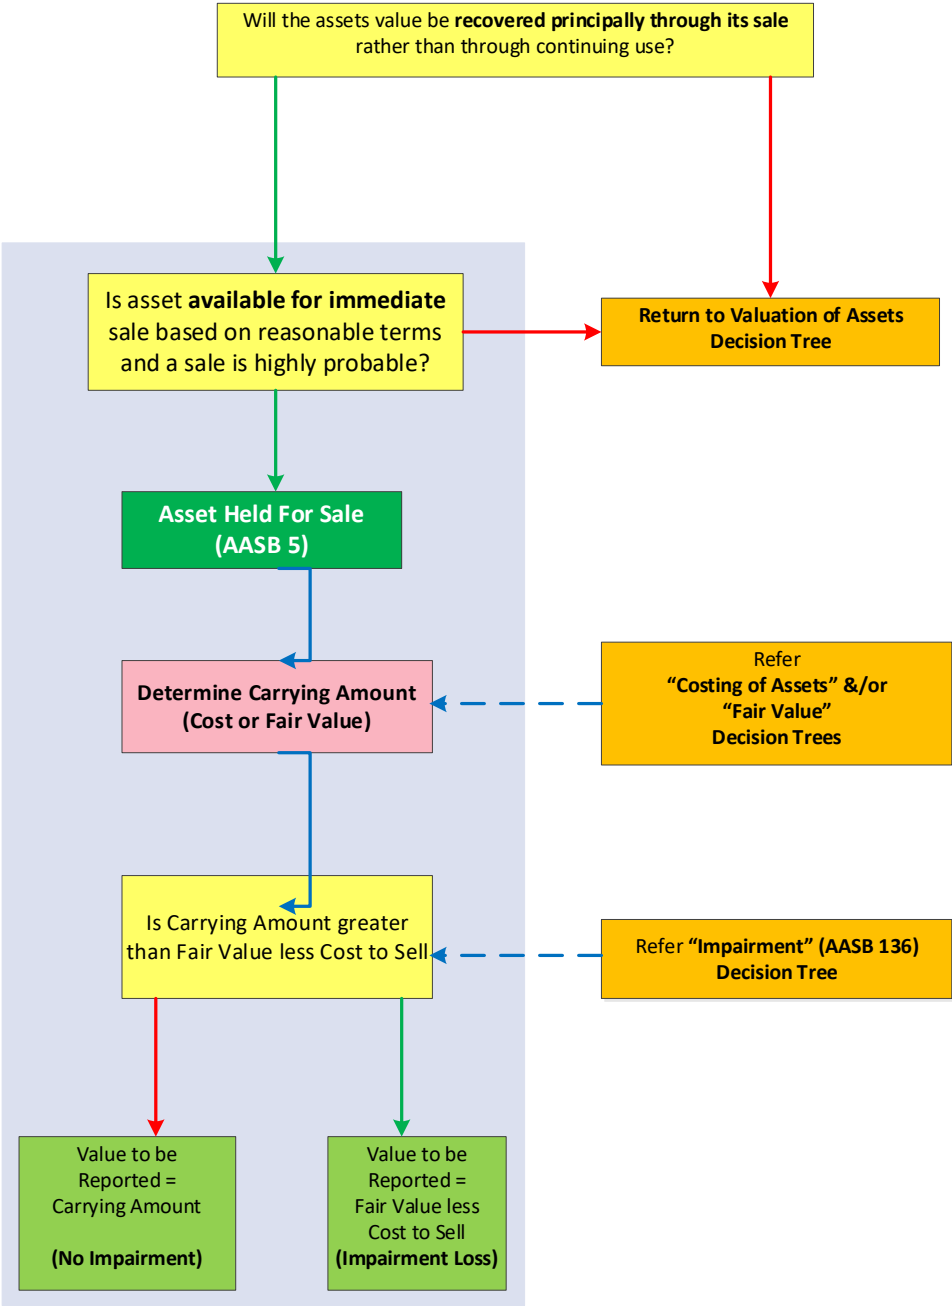 Will the assets value be recovered principally through its sale
rather than through continuing use?
Is asset available for immediate
sale based on reasonable terms
and a sale is highly probable?
Return to Valuation of Assets
Decision Tree
Asset Held For Sale
(AASB 5)
Determine Carrying Amount
(Cost or Fair Value)
Refer
“Costing of Assets” &/or
“Fair Value”
Decision Trees
Is Carrying Amount greater
than Fair Value less Cost to Sell
Refer “Impairment” (AASB 136)
Decision Tree
Value to be
Reported =
Carrying Amount
(No Impairment)
Value to be
Reported =
Fair Value less
Cost to Sell
(Impairment Loss)